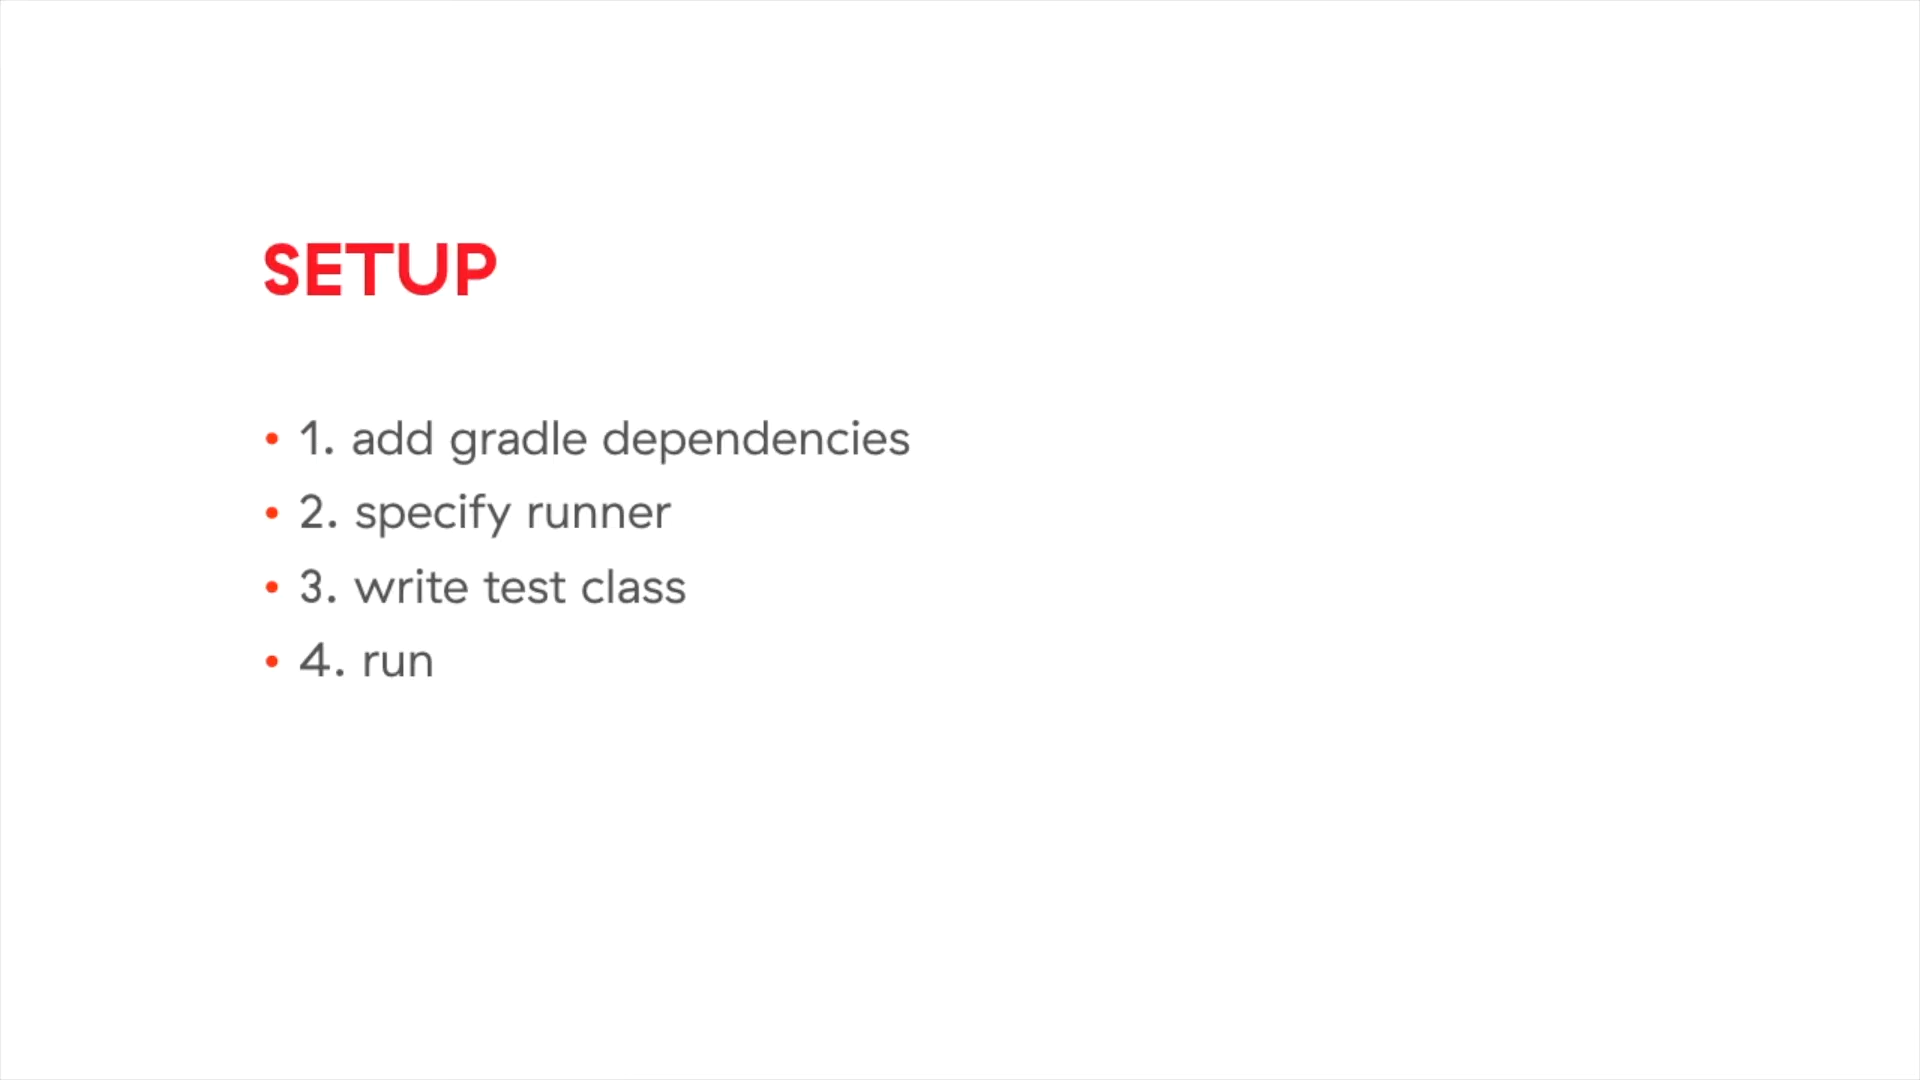 SETUP
• 1. add gradle dependencies
• 2. specify runner
• 3. write test class
• 4. run